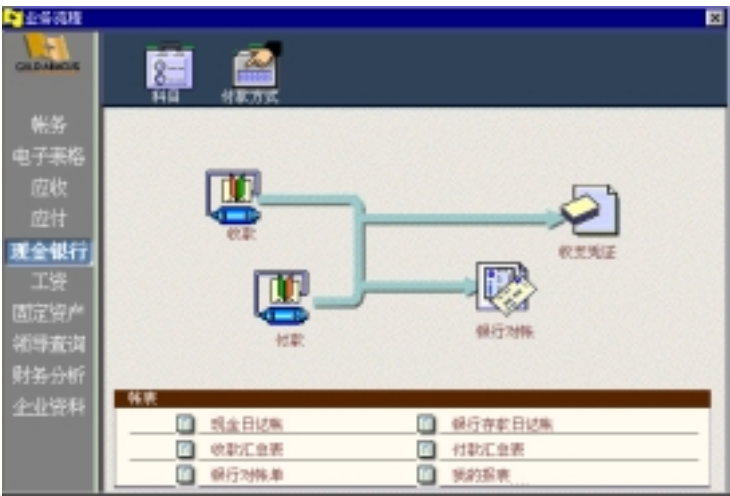 业务流程
GOLD ABACUS
科目 付款方式
帐务
电子表格
应收
应付
现金银行
工资
固定资产
领导查询
财务分析
企业资料
收款
收支凭证
付款
银行对帐
帐表
现金日记帐 银行存款日记帐
收款汇总表 付款汇总表
银行对帐单 我的报表